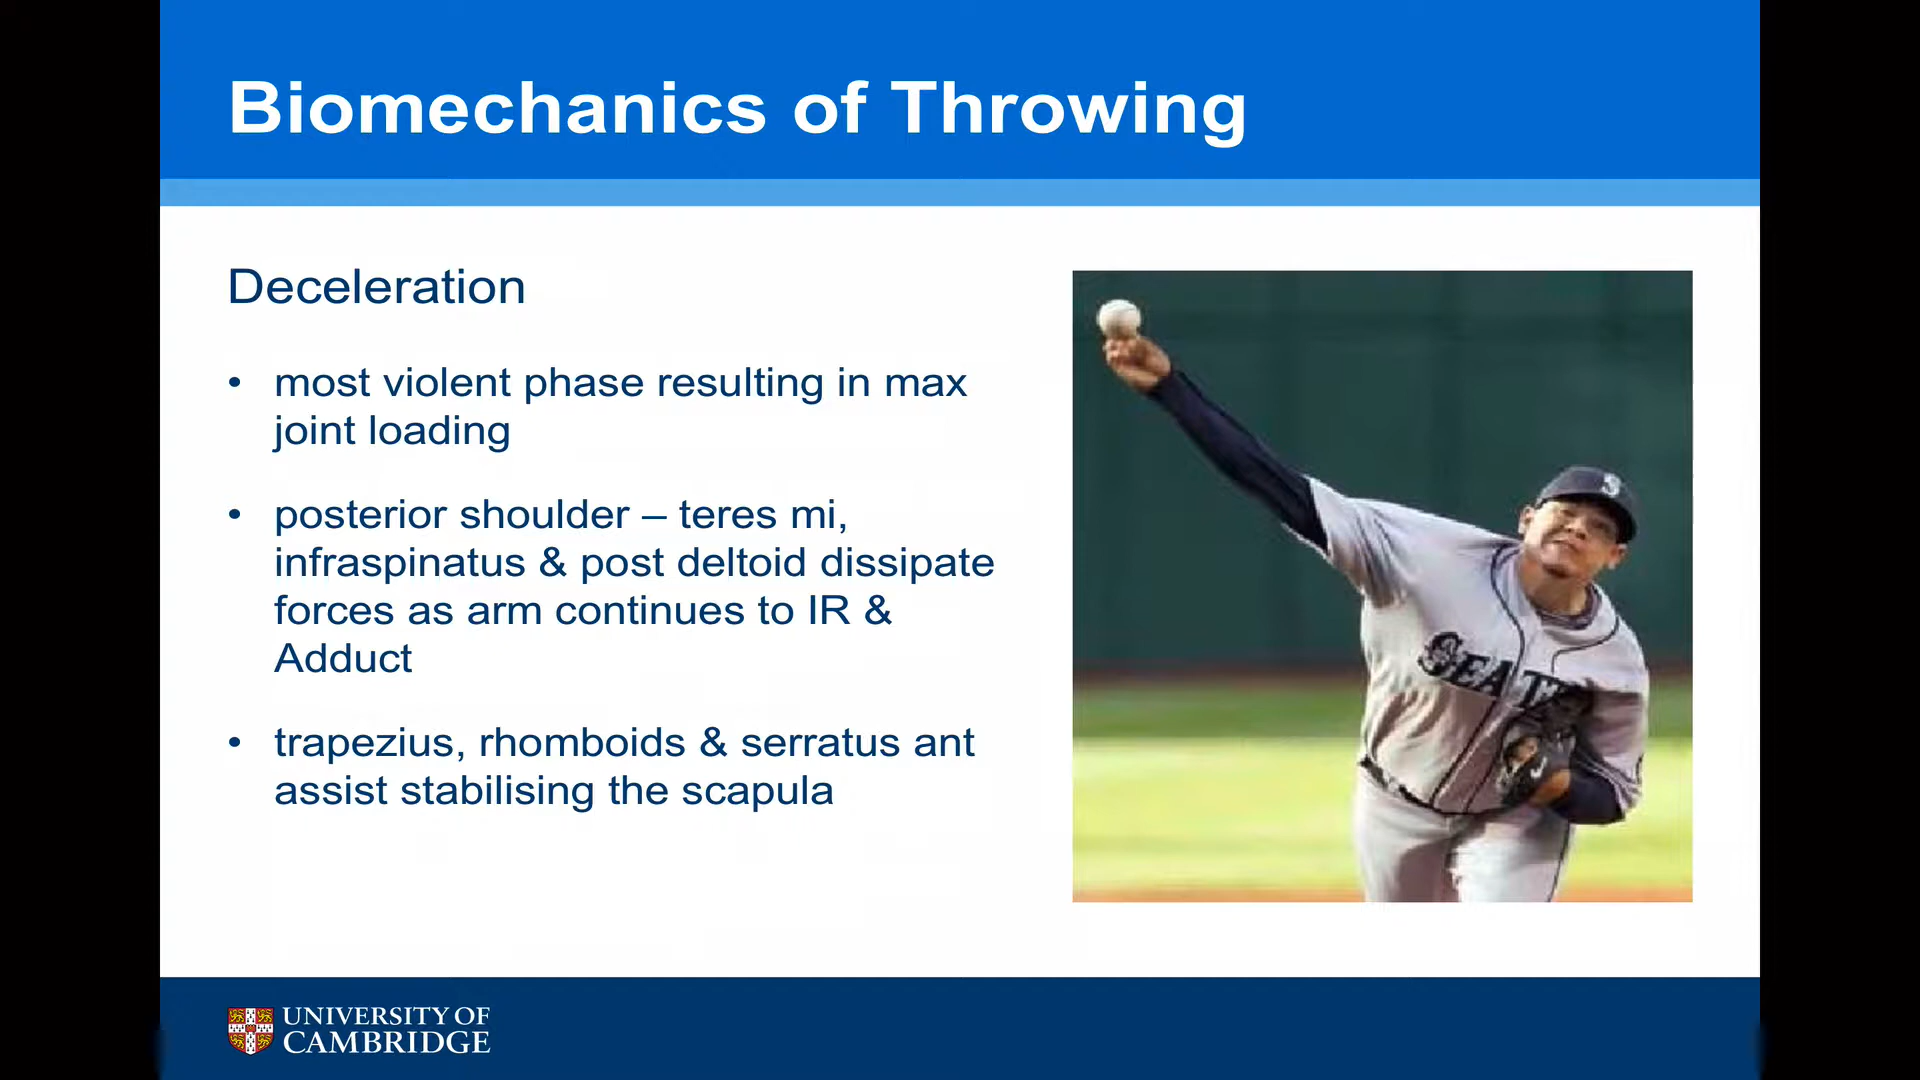 Biomechanics of Throwing
Deceleration
• most violent phase resulting in max
joint loading
• posterior shoulder – teres mi,
infraspinatus & post deltoid dissipate
forces as arm continues to IR &
Adduct
• trapezius, rhomboids & serratus ant
assist stabilising the scapula
S
SEATT
UNIVERSITY OF
CAMBRIDGE